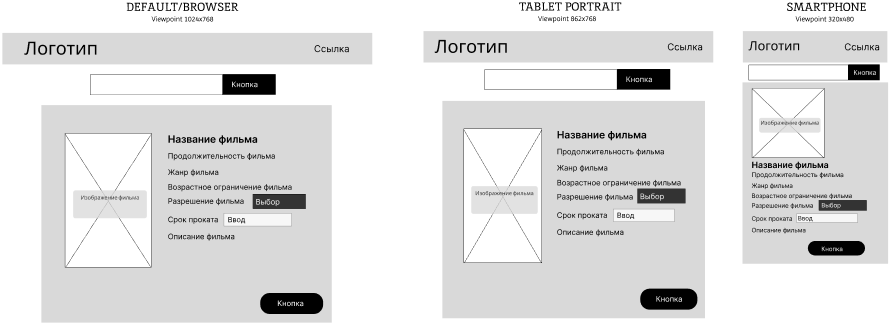 DEFAULT/BROWSER
Viewpoint 1024x768
Логотип
Ссылка
Кнопка
Изображение фильма
Название фильма
Продолжительность фильма
Жанр фильма
Возрастное ограничение фильма
Разрешение фильма Выбор
Срок проката Ввод
Описание фильма
Кнопка
TABLET PORTRAIT
Viewpoint 862x768
Логотип
Ссылка
Кнопка
Изображение фильма
Название фильма
Продолжительность фильма
Жанр фильма
Возрастное ограничение фильма
Разрешение фильма Выбор
Срок проката Ввод
Описание фильма
Кнопка
SMARTPHONE
Viewpoint 320x480
Логотип
Ссылка
Кнопка
Изображение фильма
Название фильма
Продолжительность фильма
Жанр фильма
Возрастное ограничение фильма
Разрешение фильма Выбор
Срок проката Ввод
Описание фильма
Кнопка